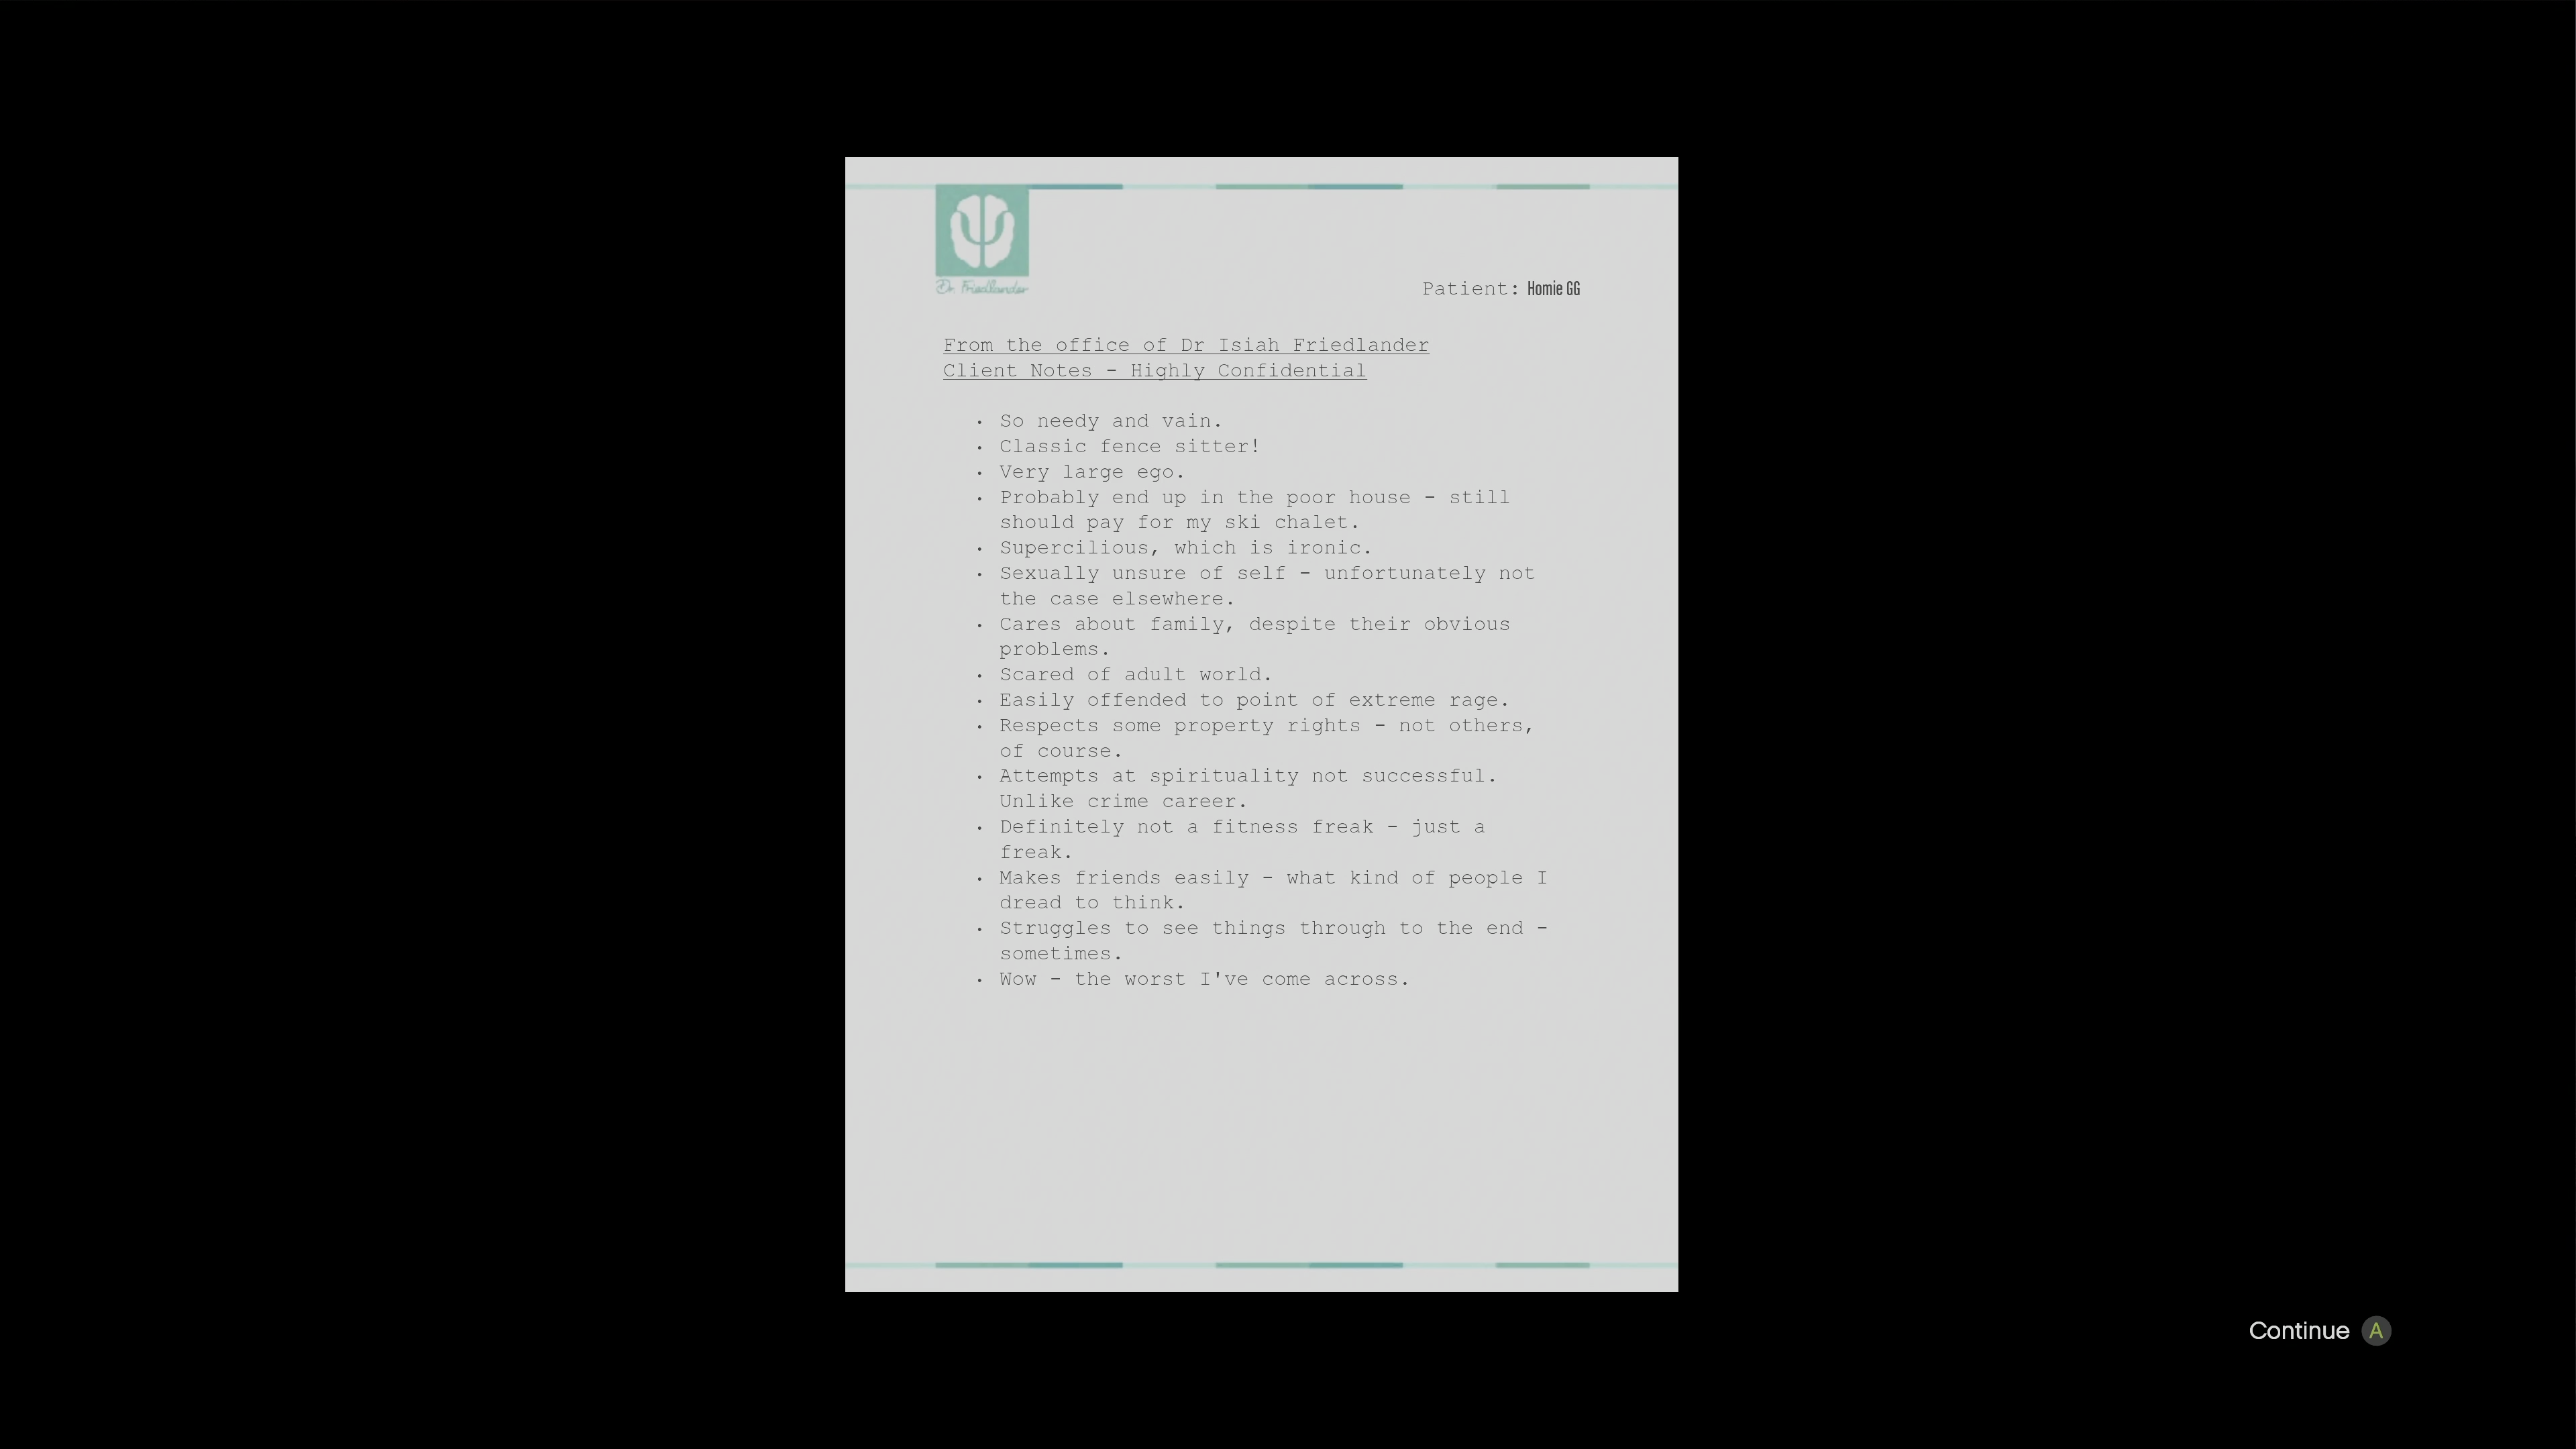 Dr. Friedlander
Patient: Homie GG
From the office of Dr Isiah Friedlander
Client Notes - Highly Confidential
• So needy and vain.
• Classic fence sitter!
• Very large ego.
• Probably end up in the poor house - still
should pay for my ski chalet.
• Supercilious, which is ironic.
• Sexually unsure of self - unfortunately not
the case elsewhere.
• Cares about family, despite their obvious
problems.
• Scared of adult world.
• Easily offended to point of extreme rage.
• Respects some property rights - not others,
of course.
• Attempts at spirituality not successful.
Unlike crime career.
• Definitely not a fitness freak - just a
freak.
• Makes friends easily - what kind of people I
dread to think.
• Struggles to see things through to the end -
sometimes.
• Wow - the worst I've come across.
Continue A